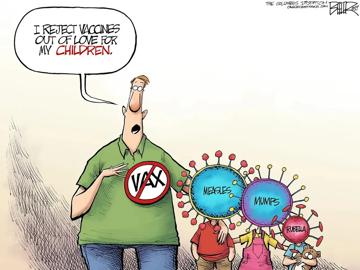 THE COLUMBUS DISPATCH
I REJECT VACCINES
OUT OF LOVE FOR
MY CHILDREN.
VAX
MEASLES
MUMPS
RUBELLA